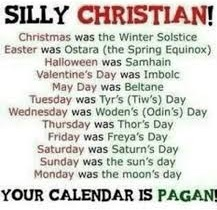 SILLY CHRISTIAN!
Christmas was the Winter Solstice
Easter was Ostara (the Spring Equinox)
Halloween was Samhain
Valentine's Day was Imbolc
May Day was Beltane
Tuesday was Tyr's (Tiw's) Day
Wednesday was Woden's (Odin's) Day
Thursday was Thor's Day
Friday was Freya's Day
Saturday was Saturn's Day
Sunday was the sun's day
Monday was the moon's day
YOUR CALENDAR IS PAGAN!